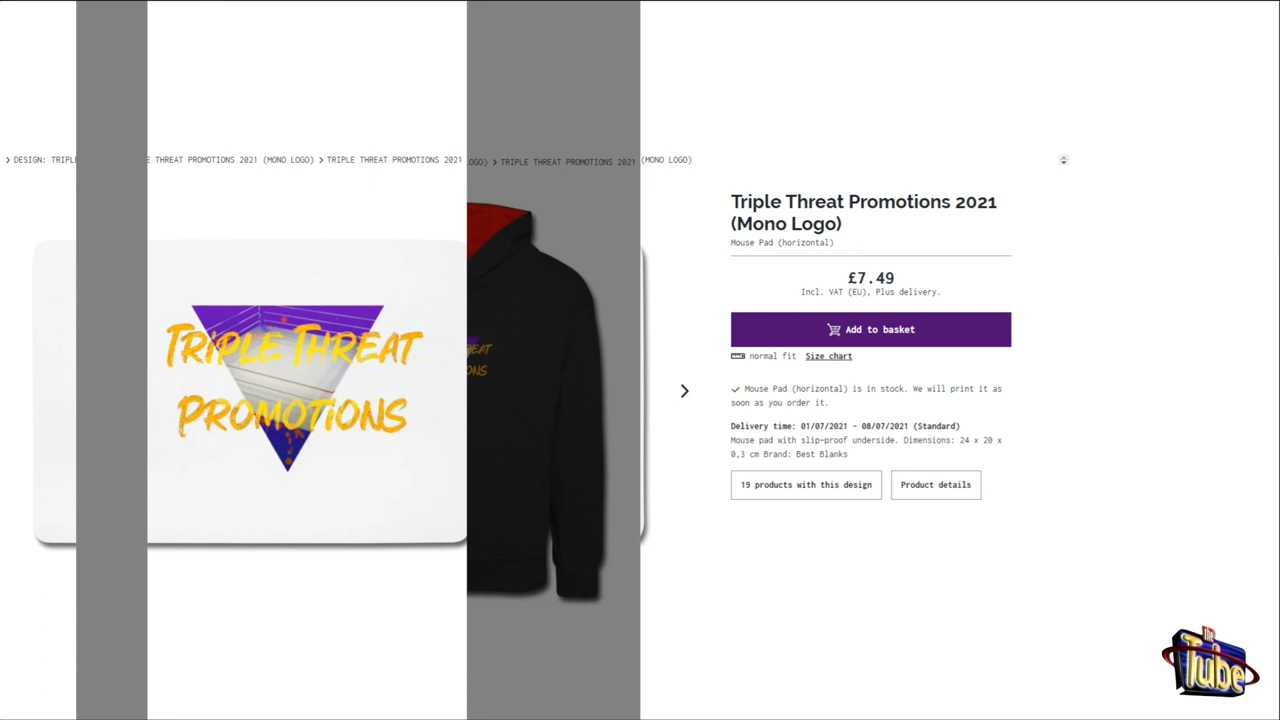 DESIGN: TRIPL E THREAT PROMOTIONS 2021 (MONO LOGO) TRIPLE THREAT PROMOTIONS 2021 LOGO) TRIPLE THREAT PROMOTIONS 2021 (MONO LOGO)
Triple Threat Promotions 2021
(Mono Logo)
Mouse Pad (horizontal)
£7.49
Incl. VAT (EU), Plus delivery.
Add to basket
normal fit Size chart
Mouse Pad (horizontal) is in stock. We will print it as
soon as you order it.
Delivery time: 01/07/2021 - 08/07/2021 (Standard)
Mouse pad with slip-proof underside. Dimensions: 24 x 20 x
0,3 cm Brand: Best Blanks
19 products with this design Product details
TRIPLE THREAT
PROMOTIONS
EAT
ONS
the
Tube